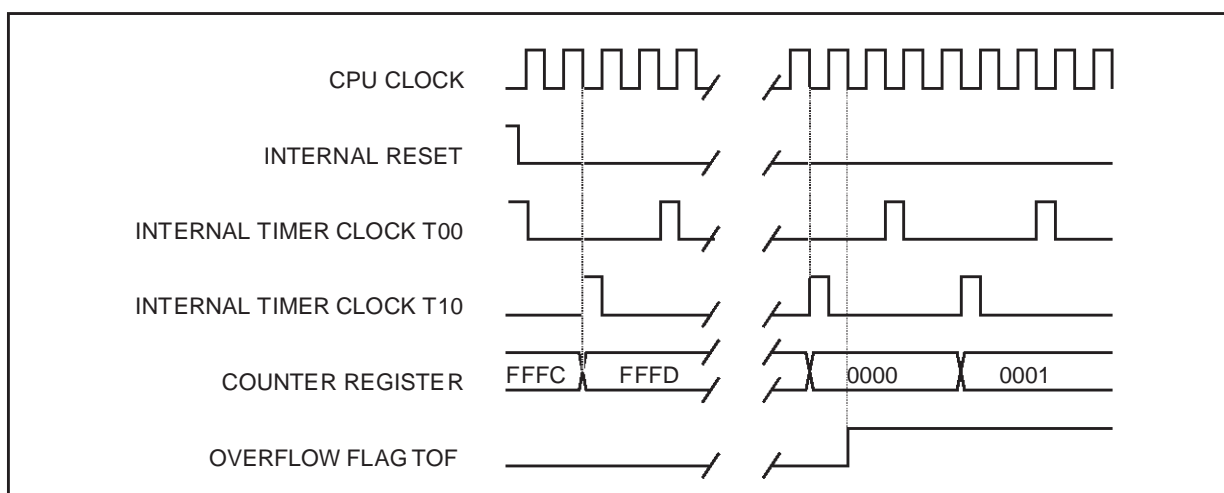 CPU CLOCK
INTERNAL RESET
INTERNAL TIMER CLOCK T00
INTERNAL TIMER CLOCK T10
COUNTER REGISTER FFFC FFFD 0000 0001
OVERFLOW FLAG TOF